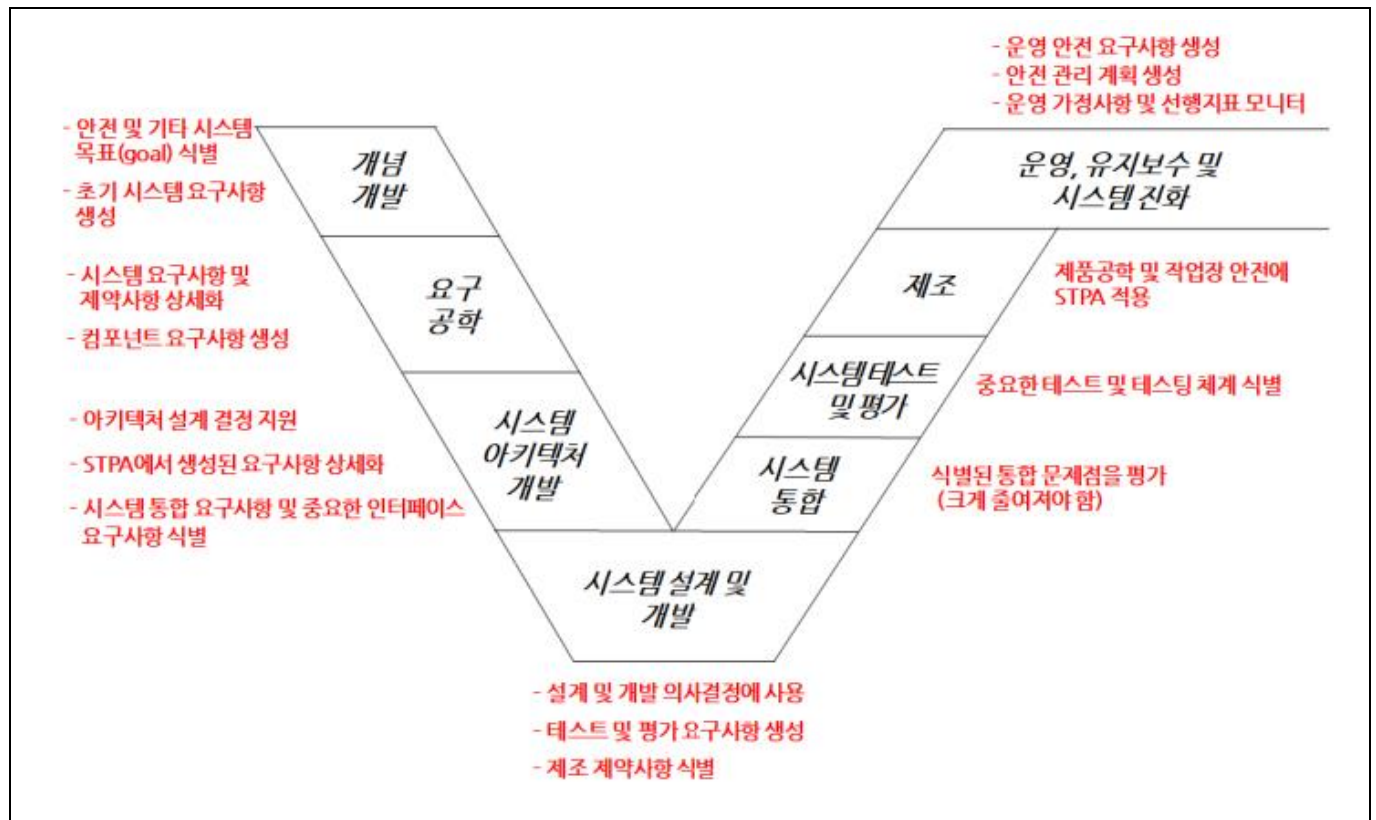 - 운영 안전 요구사항 생성
- 안전 관리 계획 생성
- 운영 가정사항 및 선행지표 모니터
- 안전 및 기타 시스템
목표(goal) 식별
- 초기 시스템 요구사항
생성
개념
개발
운영, 유지보수 및
시스템 진화
- 시스템 요구사항 및
제약사항 상세화
- 컴포넌트 요구사항 생성
요구
공학
제조
제품공학 및 작업장 안전에
STPA 적용
시스템 테스트
및 평가
중요한 테스트 및 테스팅 체계 식별
- 아키텍처 설계 결정 지원
- STPA에서 생성된 요구사항 상세화
- 시스템 통합 요구사항 및 중요한 인터페이스
요구사항 식별
시스템
아키텍처
개발
시스템
통합
식별된 통합 문제점을 평가
(크게 줄여져야 함)
시스템 설계 및
개발
- 설계 및 개발 의사결정에 사용
- 테스트 및 평가 요구사항 생성
- 제조 제약사항 식별